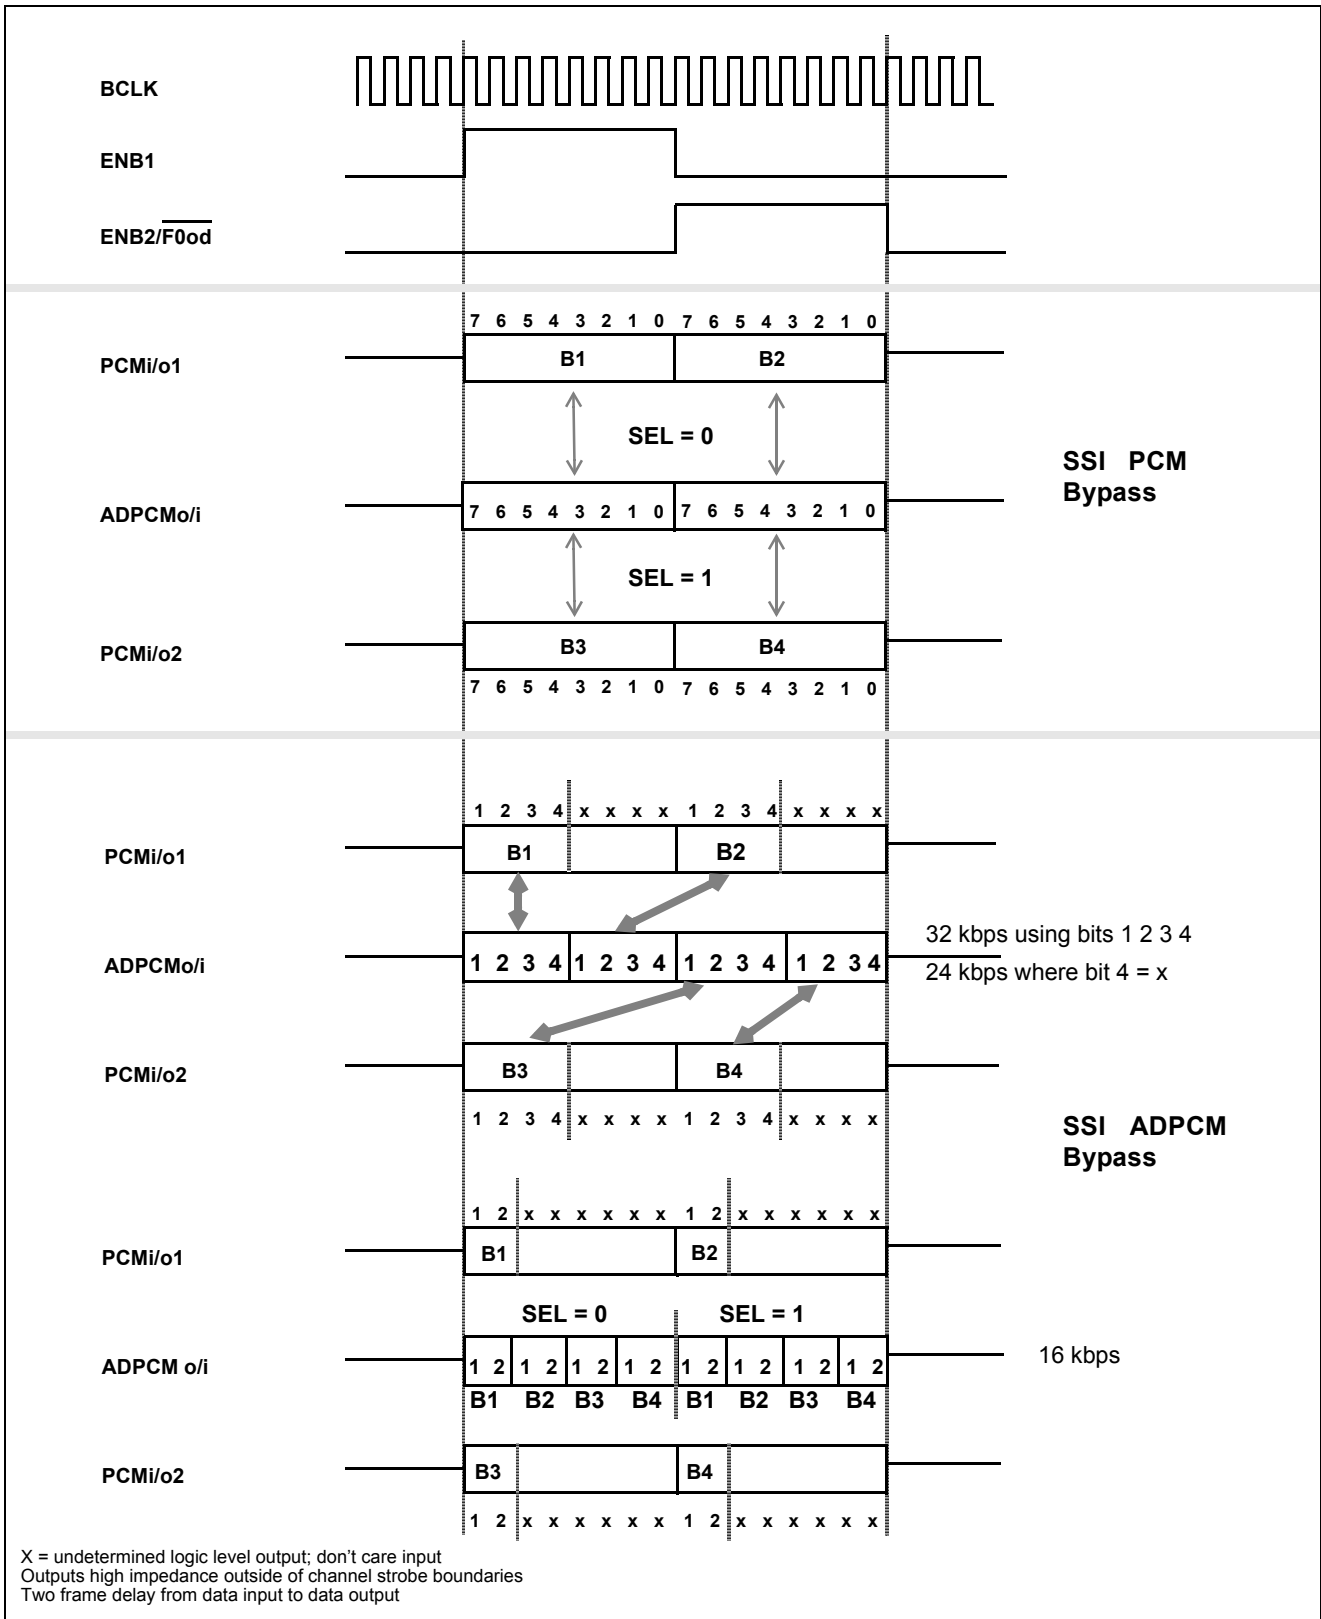 BCLK
ENB1
ENB2/F0od
7 6 5 4 3 2 1 0 7 6 5 4 3 2 1 0
PCMi/o1
B1 B2
SEL = 0
SSI PCM
Bypass
ADPCMo/i
7 6 5 4 3 2 1 0 7 6 5 4 3 2 1 0
SEL = 1
PCMi/o2
B3 B4
7 6 5 4 3 2 1 0 7 6 5 4 3 2 1 0
1 2 3 4 x x x x 1 2 3 4 x x x x
PCMi/o1
B1 B2
ADPCMo/i
1 2 3 4 1 2 3 4 1 2 3 4 1 2 3 4
32 kbps using bits 1 2 3 4
24 kbps where bit 4 = x
PCMi/o2
B3 B4
1 2 3 4 x x x x 1 2 3 4 x x x x
SSI ADPCM
Bypass
1 2 x x x x x x 1 2 x x x x x x
PCMi/o1
B1 B2
SEL = 0 SEL = 1
ADPCM o/i
1 2 1 2 1 2 1 2 1 2 1 2 1 2 1 2
16 kbps
B1 B2 B3 B4 B1 B2 B3 B4
PCMi/o2
B3 B4
1 2 x x x x x x 1 2 x x x x x x
X = undetermined logic level output; don't care input
Outputs high impedance outside of channel strobe boundaries
Two frame delay from data input to data output